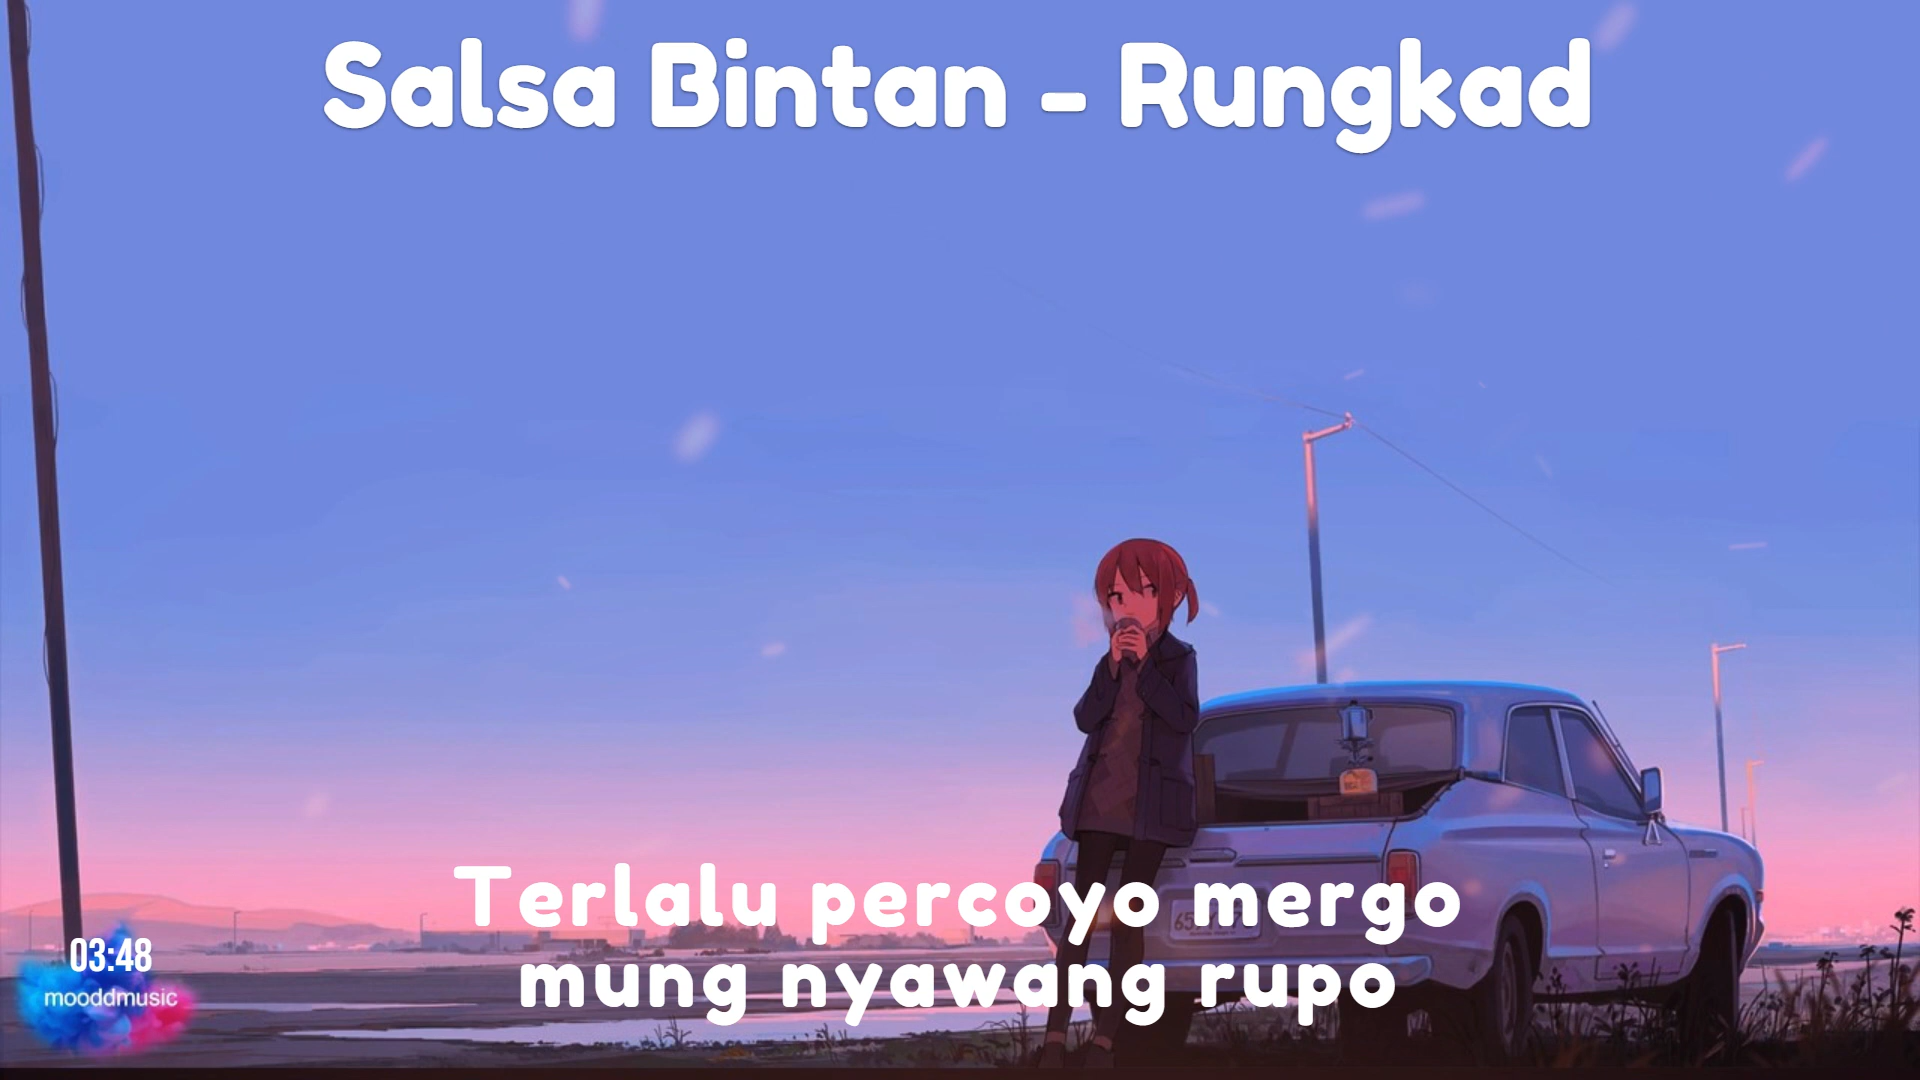 Salsa Bintan - Rungkad
Terlalu percoyo mergo
mung nyawang rupo
03:48
mooddmusic